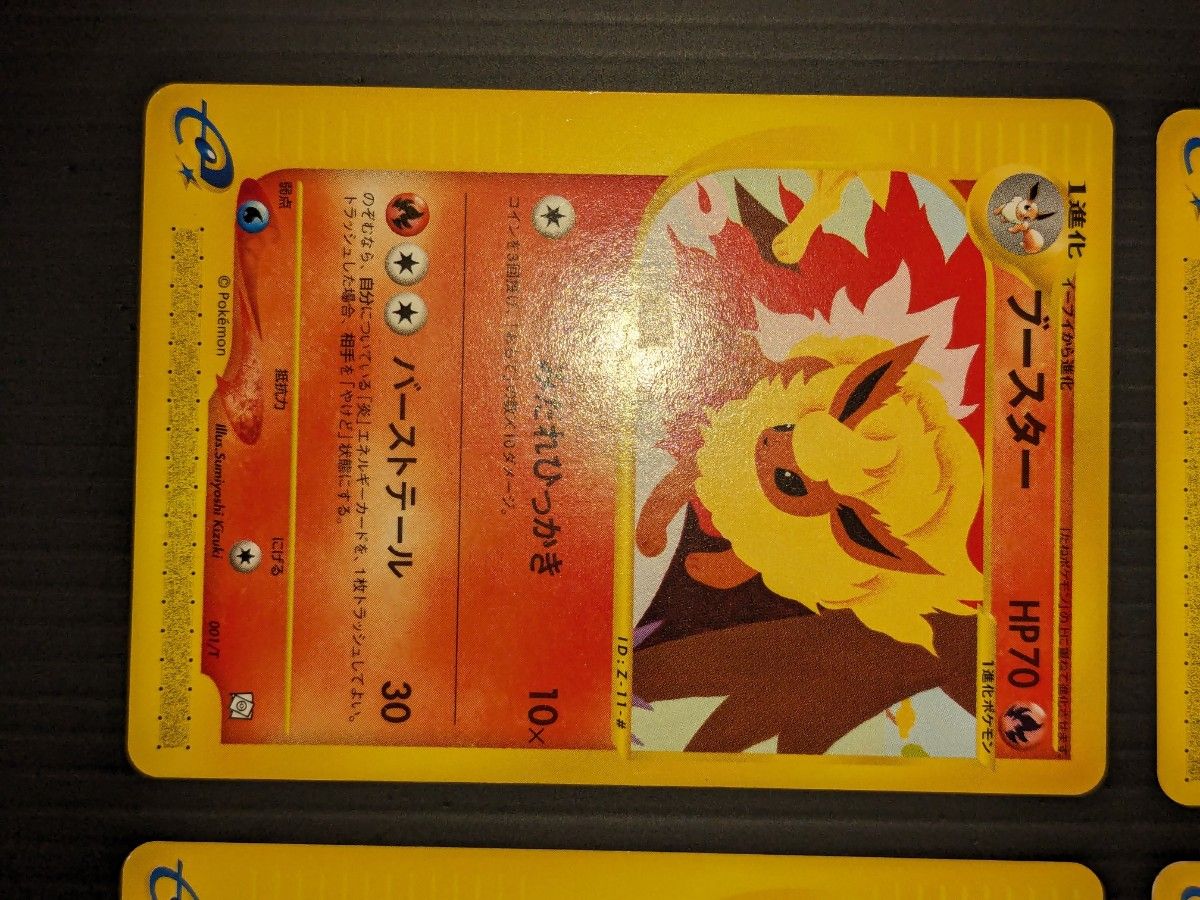 1進化
イーブイから進化
ブースター
HP70
1進化ポケモン
ID:Z-11-#
みだれひっかき
10×
コインを3回投げ、「おもて」の数×10ダメージ。
バーストテール
30
のぞむなら、自分についている「炎」エネルギーカードを、1枚トラッシュしてよい。
トラッシュした場合、相手を「やけど」状態にする。
弱点
抵抗力
にげる
© Pokémon
Illus.Sumiyoshi Kizuki
001/T